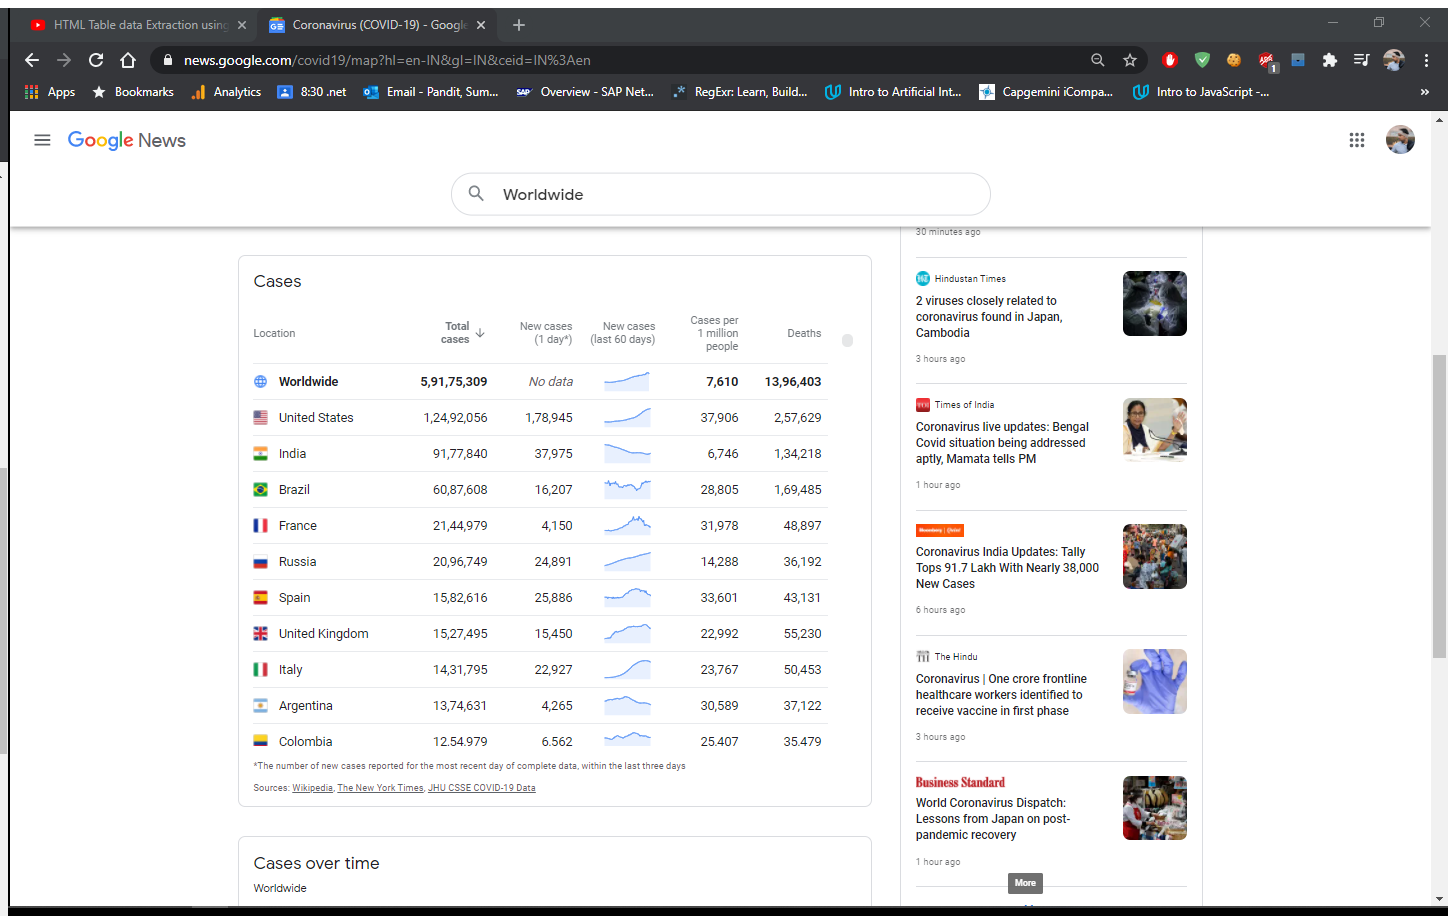 HTML Table data Extraction using
Coronavirus (COVID-19) - Google
news.google.com/covid19/map?hl=en-IN&gl=IN&ceid=IN%3Aen
1
Apps
Bookmarks
Analytics
8:30 .net
Email - Pandit, Sum...
SAP
Overview - SAP Net...
RegExr: Learn, Build...
Intro to Artificial Int...
Capgemini iCompa...
Intro to JavaScript -...
»
Google News
Worldwide
Cases
Location Total cases New cases (1 day*) New cases (last 60 days) Cases per 1 million people Deaths
Worldwide 5,91,75,309 No data 7,610 13,96,403
United States 1,24,92,056 1,78,945 37,906 2,57,629
India 91,77,840 37,975 6,746 1,34,218
Brazil 60,87,608 16,207 28,805 1,69,485
France 21,44,979 4,150 31,978 48,897
Russia 20,96,749 24,891 14,288 36,192
Spain 15,82,616 25,886 33,601 43,131
United Kingdom 15,27,495 15,450 22,992 55,230
Italy 14,31,795 22,927 23,767 50,453
Argentina 13,74,631 4,265 30,589 37,122
Colombia 12.54.979 6.562 25.407 35.479
*The number of new cases reported for the most recent day of complete data, within the last three days
Sources: Wikipedia, The New York Times, JHU CSSE COVID-19 Data
Cases over time
Worldwide
30 minutes ago
HT Hindustan Times
2 viruses closely related to
coronavirus found in Japan,
Cambodia
3 hours ago
Times of India
Coronavirus live updates: Bengal
Covid situation being addressed
aptly, Mamata tells PM
1 hour ago
Coronavirus India Updates: Tally
Tops 91.7 Lakh With Nearly 38,000
New Cases
6 hours ago
The Hindu
Coronavirus | One crore frontline
healthcare workers identified to
receive vaccine in first phase
3 hours ago
Business Standard
World Coronavirus Dispatch:
Lessons from Japan on post-
pandemic recovery
1 hour ago
More